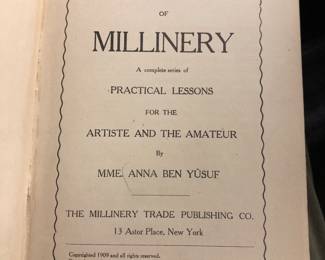 OF
MILLINERY
A complete series of
PRACTICAL LESSONS
FOR THE
ARTISTE AND THE AMATEUR
By
MME. ANNA BEN YÛSUF
THE MILLINERY TRADE PUBLISHING CO.
13 Astor Place, New York
Copyrighted 1909 and all rights reserved.